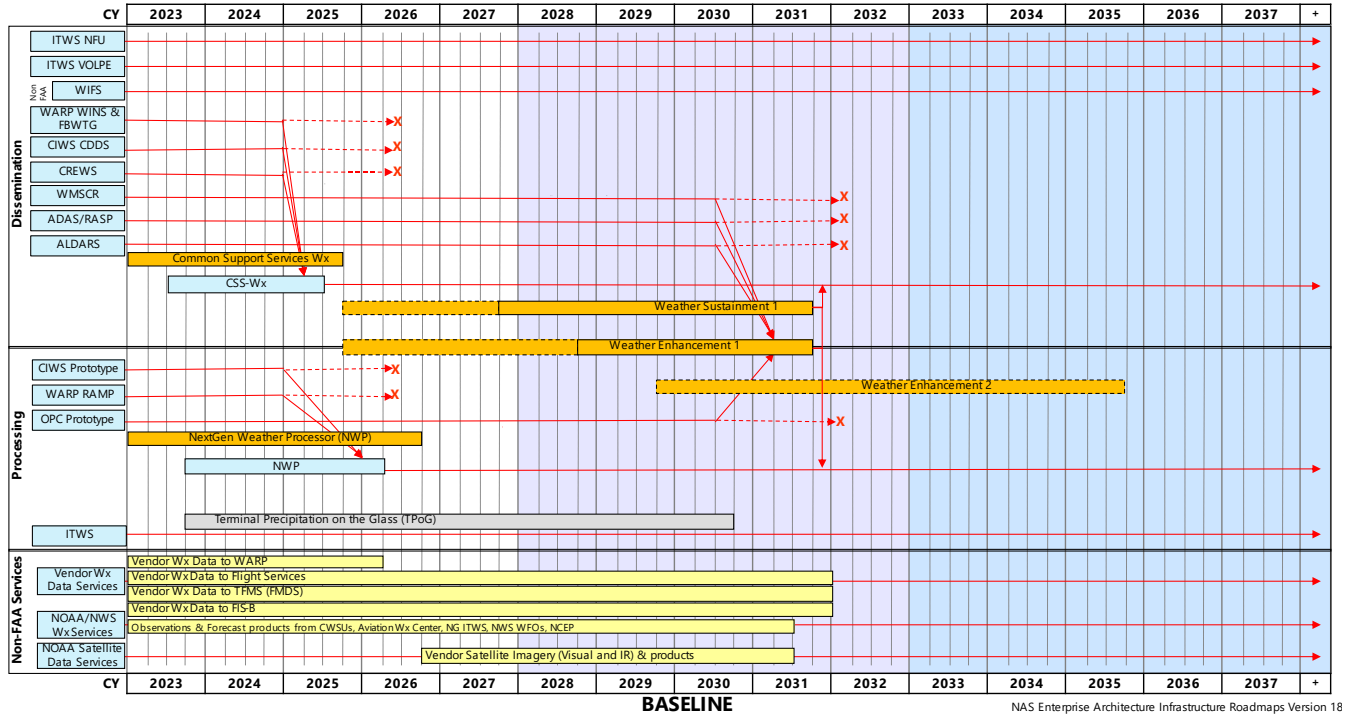 CY 2023 2024 2025 2026 2027 2028 2029 2030 2031 2032 2033 2034 2035 2036 2037 +
Dissemination
ITWS NFU
ITWS VOLPE
Non
FAA
WIFS
WARP WINS &
FBWTG
X
CIWS CDDS
X
CREWS
X
WMSCR
X
ADAS/RASP
X
ALDARS
X
Common Support Services Wx
CSS-Wx
Weather Sustainment 1
Weather Enhancement 1
Processing
CIWS Prototype
X
Weather Enhancement 2
WARP RAMP
X
OPC Prototype
X
NextGen Weather Processor (NWP)
NWP
Terminal Precipitation on the Glass (TPoG)
ITWS
Non-FAA Services
Vendor Wx Data to WARP
Vendor Wx
Data Services
Vendor Wx Data to Flight Services
Vendor Wx Data to TFMS (FMDS)
Vendor Wx Data to FIS-B
NOAA/NWS
Wx Services
Observations & Forecast products from CWSUs, Aviation Wx Center, NG ITWS, NWS WFOs, NCEP
NOAA Satellite
Data Services
Vendor Satellite Imagery (Visual and IR) & products
CY 2023 2024 2025 2026 2027 2028 2029 2030 2031 2032 2033 2034 2035 2036 2037 +
BASELINE
NAS Enterprise Architecture Infrastructure Roadmaps Version 18